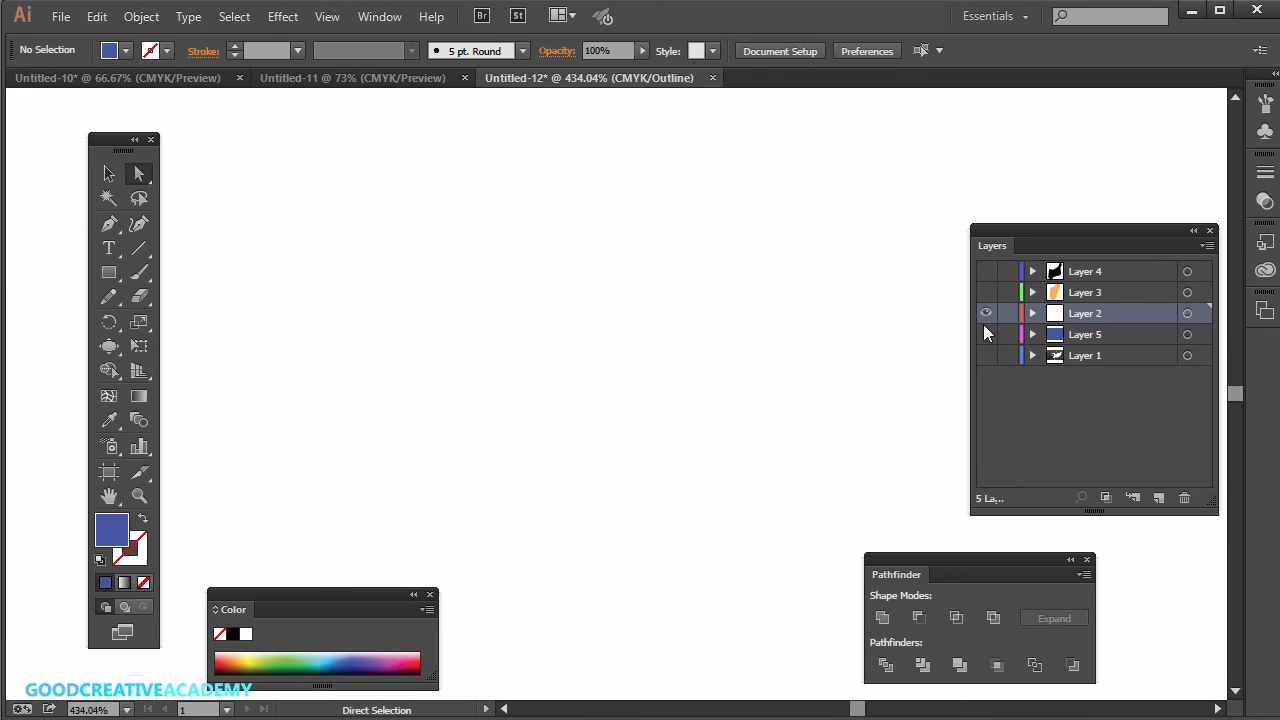 Ai File Edit Object Type Select Effect View Window Help Br St Essentials
No Selection Stroke: 5 pt. Round Opacity: 100% Style: Document Setup Preferences
Untitled-10* @ 66.67% (CMYK/Preview) × Untitled-11 @ 73% (CMYK/Preview) × Untitled-12* @ 434.04% (CMYK/Outline) ×
Layers
Layer 4
Layer 3
Layer 2
Layer 5
Layer 1
5 La...
Pathfinder
Shape Modes:
Expand
Pathfinders:
Color
GOODCREATIVEACADEMY
434.04% 1 Direct Selection